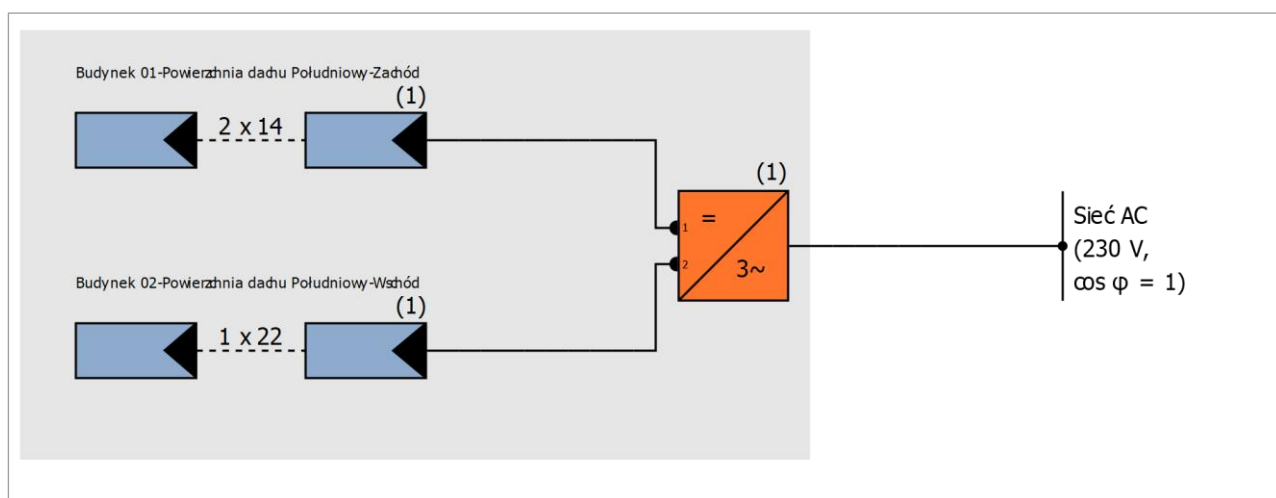 Budynek 01-Powierzchnia dachu Południowy-Zachód
(1)
2 x 14
(1)
1
=
2
3~
Sieć AC
(230 V,
cos φ = 1)
Budynek 02-Powierzchnia dachu Południowy-Wschód
(1)
1 x 22